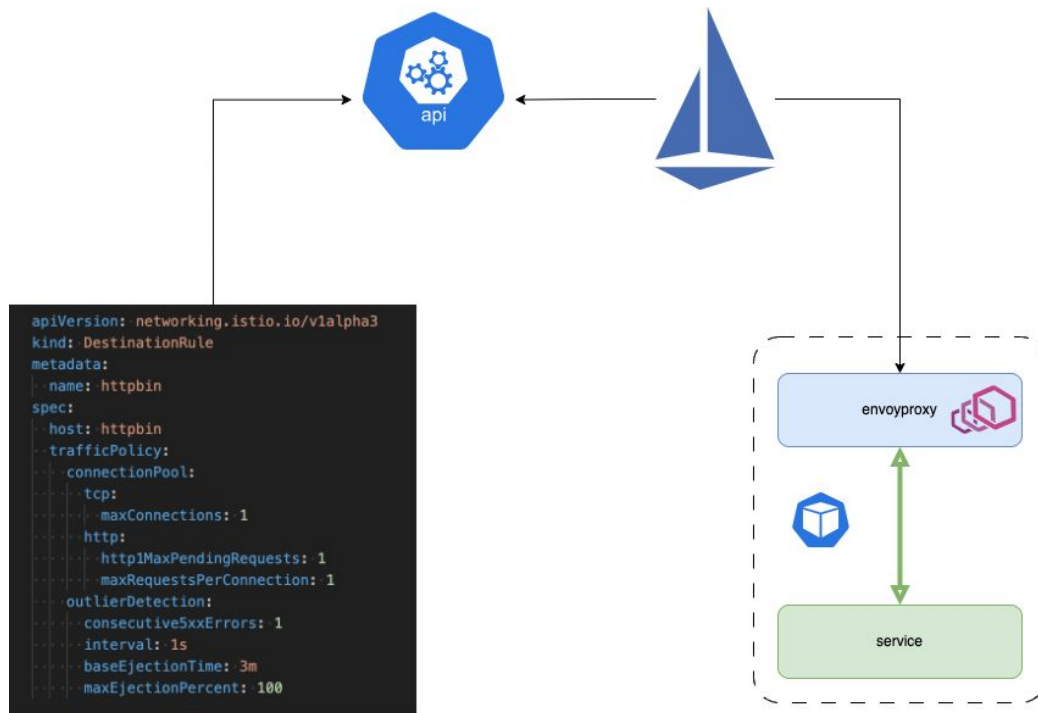 api
apiVersion: networking.istio.io/v1alpha3
kind: DestinationRule
metadata:
  name: httpbin
spec:
  host: httpbin
  trafficPolicy:
    connectionPool:
      tcp:
        maxConnections: 1
      http:
        http1MaxPendingRequests: 1
        maxRequestsPerConnection: 1
    outlierDetection:
      consecutive5xxErrors: 1
      interval: 1s
      baseEjectionTime: 3m
      maxEjectionPercent: 100
envoyproxy
service